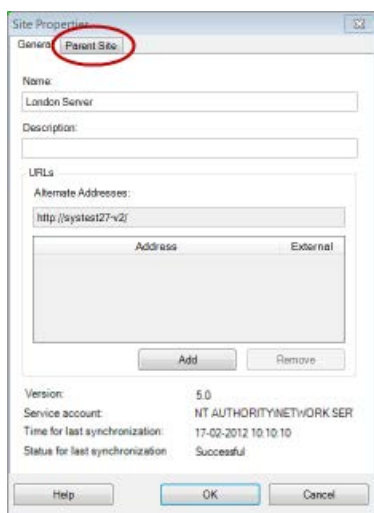 Site Properties
General Parent Site
Name:
London Server
Description:
URLs
Alternate Addresses:
http://systest27-v2/
Address External
Add Remove
Version: 5.0
Service account: NT AUTHORITY\NETWORK SER
Time for last synchronization: 17-02-2012 10:10:10
Status for last synchronization Successful
Help OK Cancel